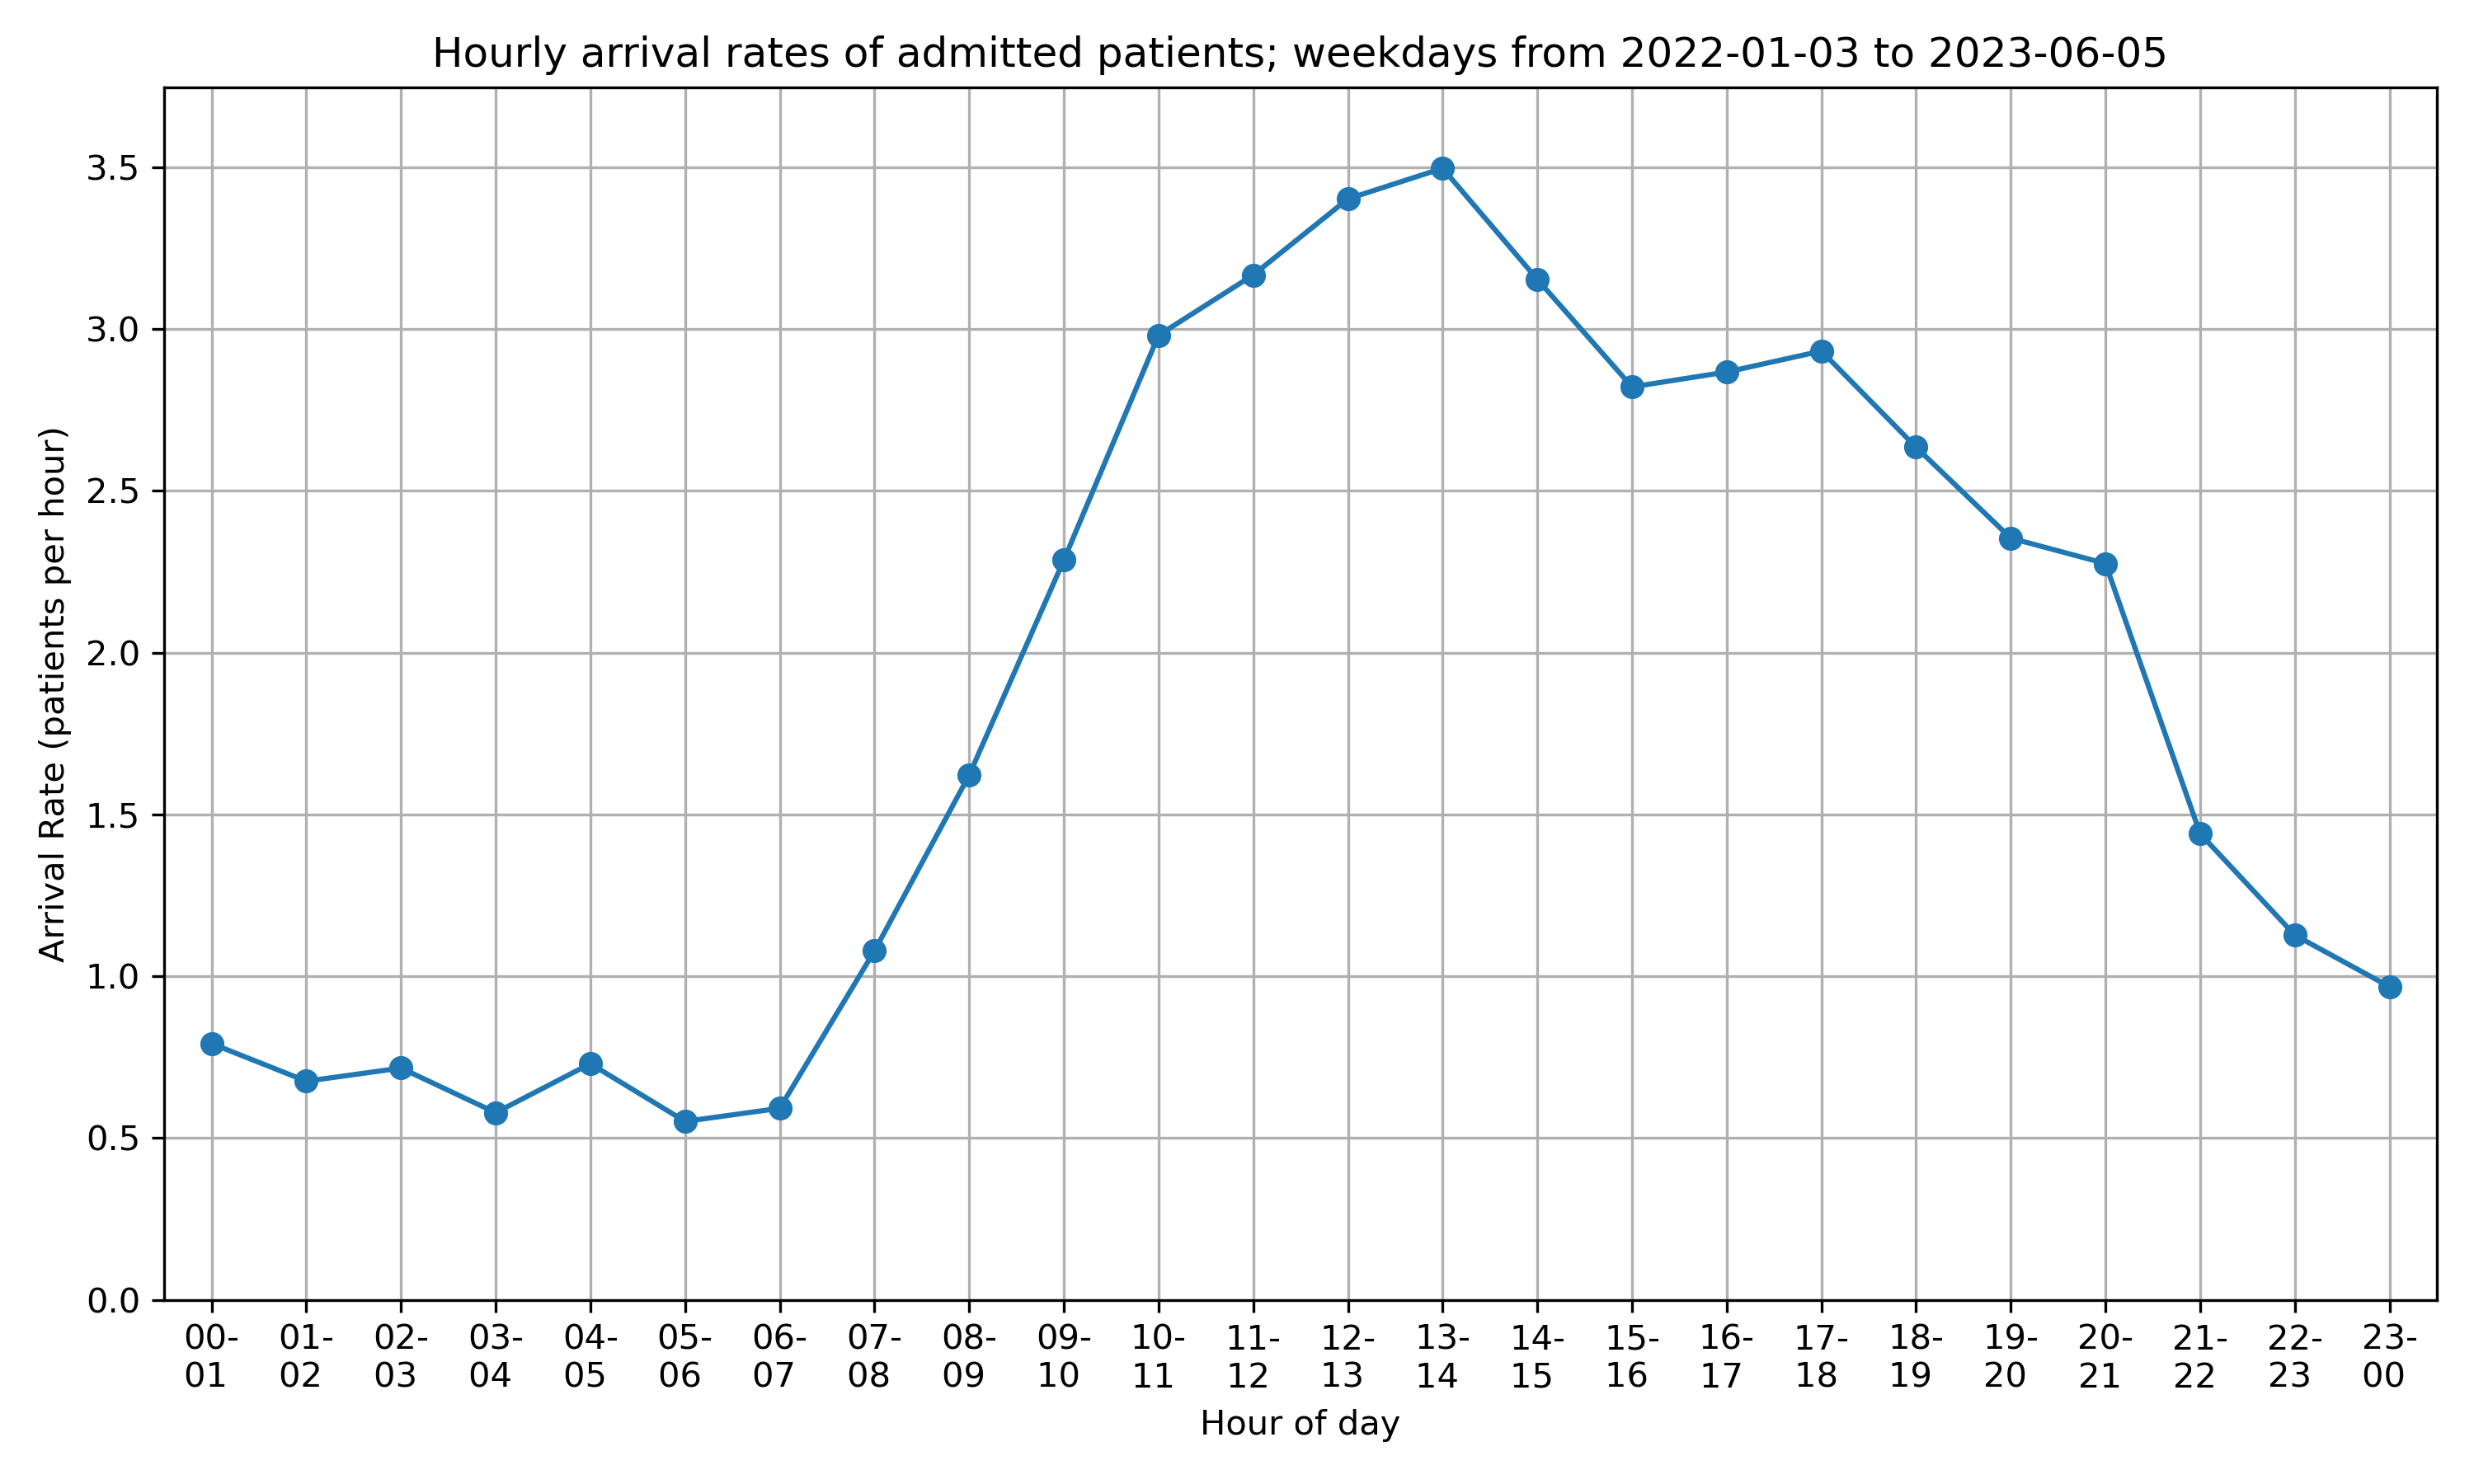 Hourly arrival rates of admitted patients; weekdays from 2022-01-03 to 2023-06-05
Arrival Rate (patients per hour)
3.5
3.0
2.5
2.0
1.5
1.0
0.5
0.0
00- 01- 02- 03- 04- 05- 06- 07- 08- 09- 10- 11- 12- 13- 14- 15- 16- 17- 18- 19- 20- 21- 22- 23-
01 02 03 04 05 06 07 08 09 10 11 12 13 14 15 16 17 18 19 20 21 22 23 00
Hour of day